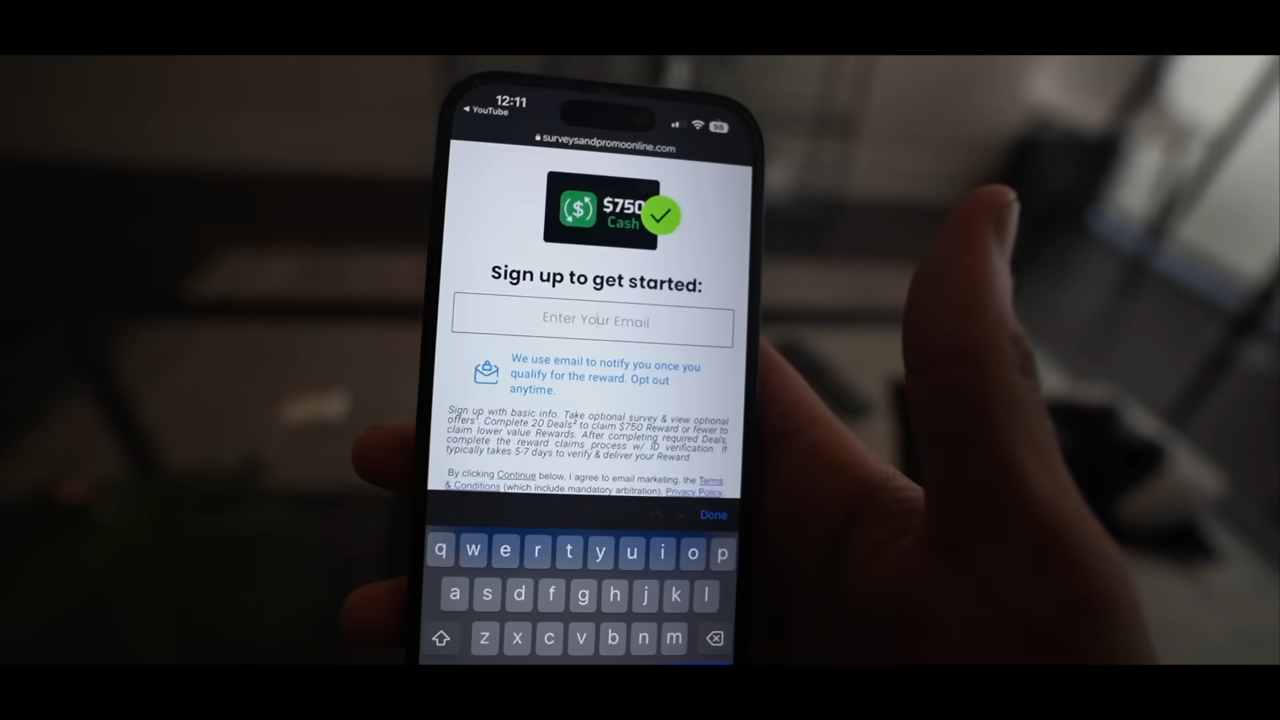 12:11
98
◀ YouTube
surveysandpromoonline.com
$750
Cash
Sign up to get started:
Enter Your Email
We use email to notify you once you
qualify for the reward. Opt out
anytime.
Sign up with basic info. Take optional survey & view optional
offers¹. Complete 20 Deals² to claim $750 Reward or fewer to
claim lower value Rewards. After completing required Deals,
complete the reward claims process w/ ID verification. It
typically takes 5-7 days to verify & deliver your Reward.
By clicking Continue below, I agree to email marketing, the Terms
& Conditions (which include mandatory arbitration), Privacy Policy,
Done
q w e r t y u i o p
a s d f g h j k l
z x c v b n m